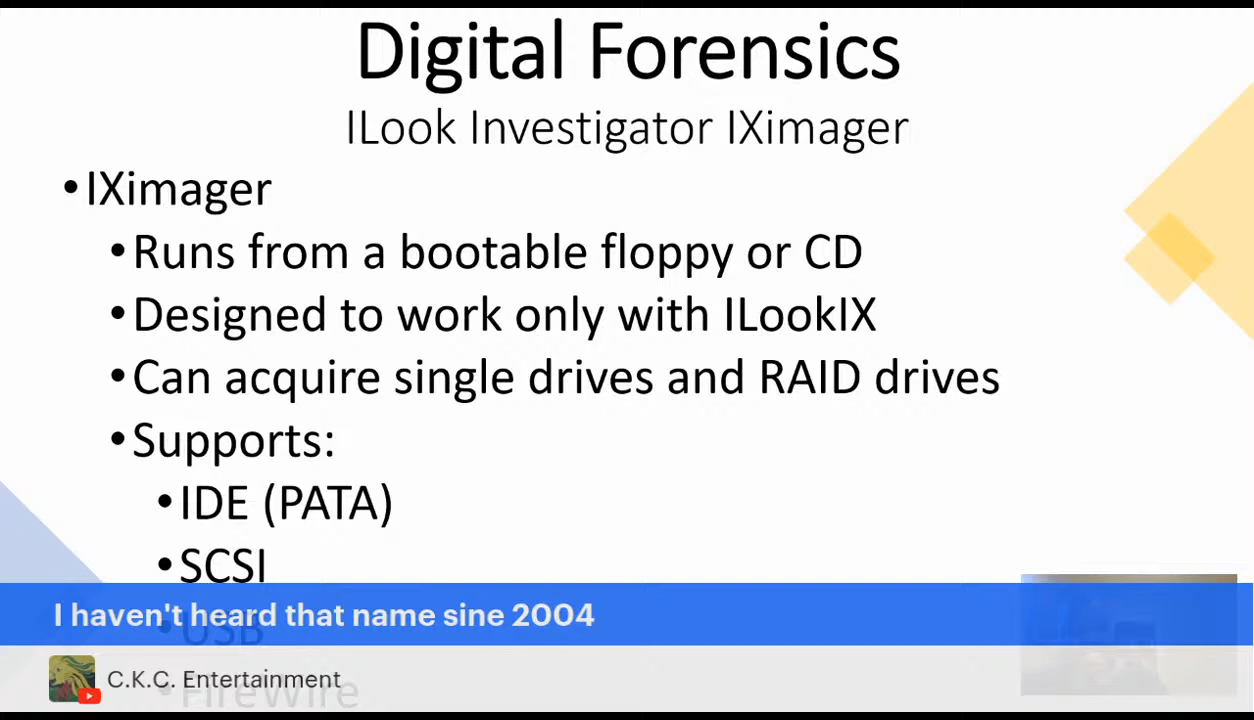 Digital Forensics
ILook Investigator IXimager
•IXimager
•Runs from a bootable floppy or CD
•Designed to work only with ILookIX
•Can acquire single drives and RAID drives
•Supports:
•IDE (PATA)
•SCSI
I haven't heard that name sine 2004
•USB
C.K.C. Entertainment
•FireWire